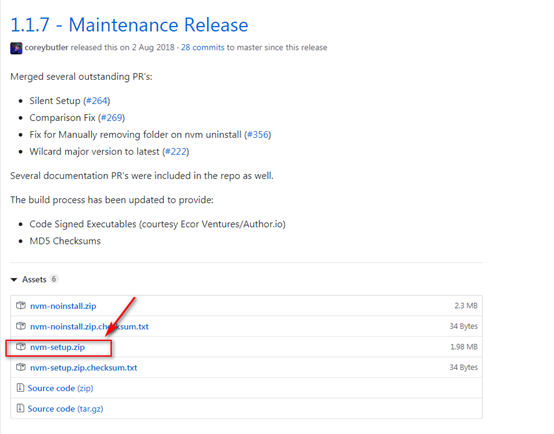 1.1.7 - Maintenance Release
coreybutler released this on 2 Aug 2018 · 28 commits to master since this release
Merged several outstanding PR's:
• Silent Setup (#264)
• Comparison Fix (#269)
• Fix for Manually removing folder on nvm uninstall (#356)
• Wilcard major version to latest (#222)
Several documentation PR's were included in the repo as well.
The build process has been updated to provide:
• Code Signed Executables (courtesy Ecor Ventures/Author.io)
• MD5 Checksums
Assets 6
nvm-noinstall.zip 2.3 MB
nvm-noinstall.zip.checksum.txt 34 Bytes
nvm-setup.zip 1.98 MB
nvm-setup.zip.checksum.txt 34 Bytes
Source code (zip)
Source code (tar.gz)